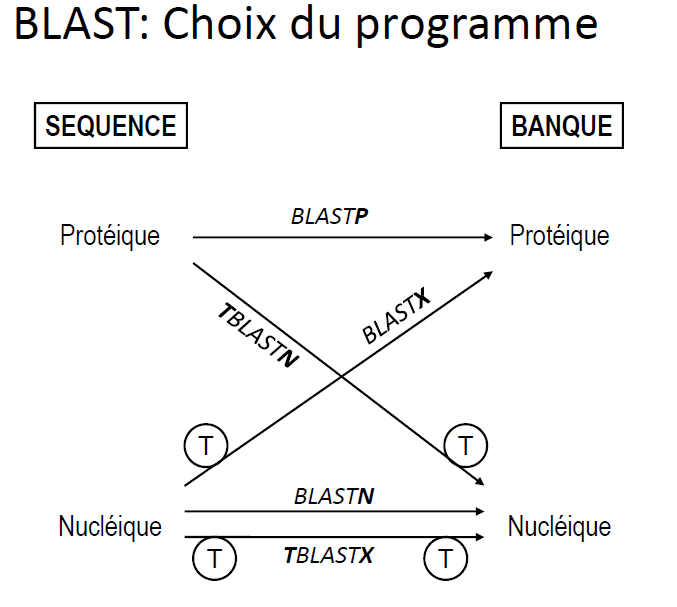 BLAST: Choix du programme
SEQUENCE
BANQUE
BLASTP
Protéique
Protéique
TBLASTN
BLASTX
T
T
BLASTN
Nucléique
Nucléique
T
TBLASTX
T